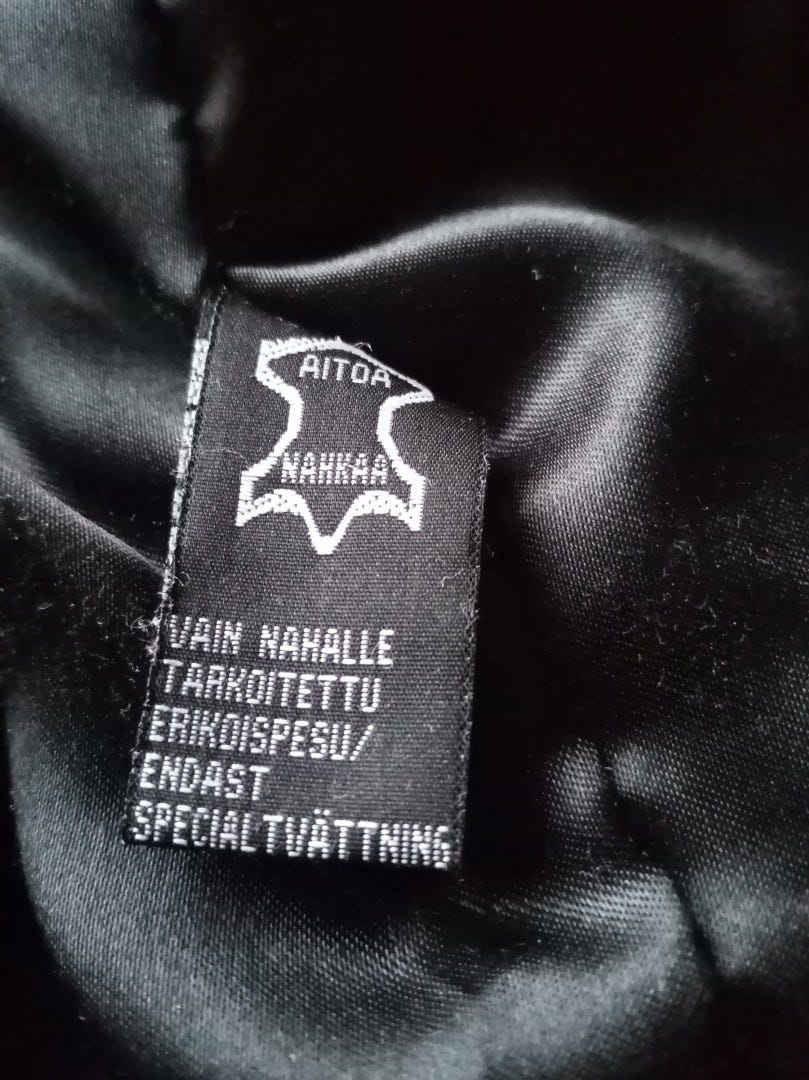 AITOA
NAHKAA
VAIN NAHALLE
TARKOITETTU
ERIKOISPESU/
ENDAST
SPECIALTVÄTTNING